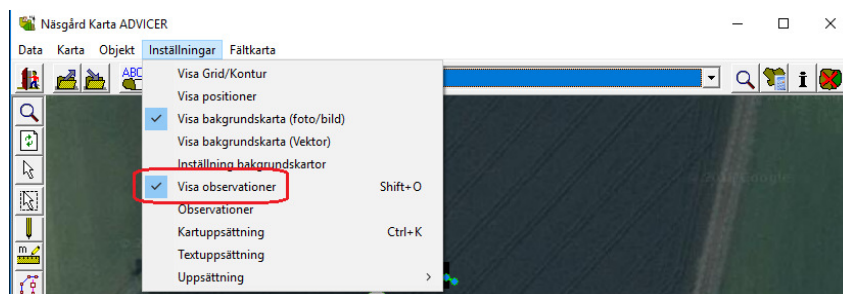 Näsgård Karta ADVICER
Data Karta Objekt Inställningar Fältkarta
ABC
Visa Grid/Kontur
Visa positioner
Visa bakgrundskarta (foto/bild)
Visa bakgrundskarta (Vektor)
Inställning bakgrundskartor
Visa observationer Shift+O
Observationer
Kartuppsättning Ctrl+K
Textuppsättning
Uppsättning
m